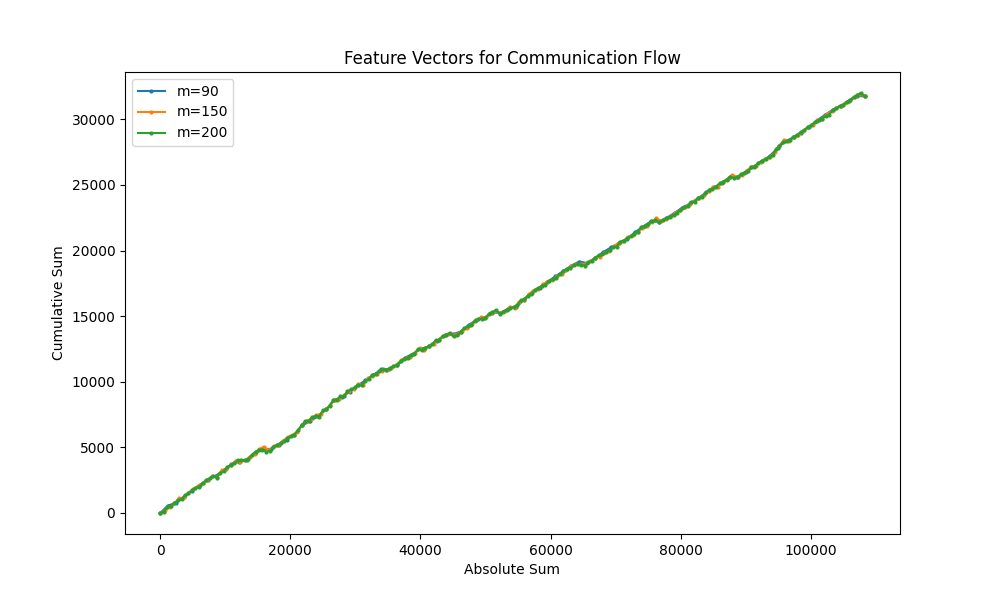 Feature Vectors for Communication Flow
m=90
m=150
m=200
Cumulative Sum
30000
25000
20000
15000
10000
5000
0
0 20000 40000 60000 80000 100000
Absolute Sum